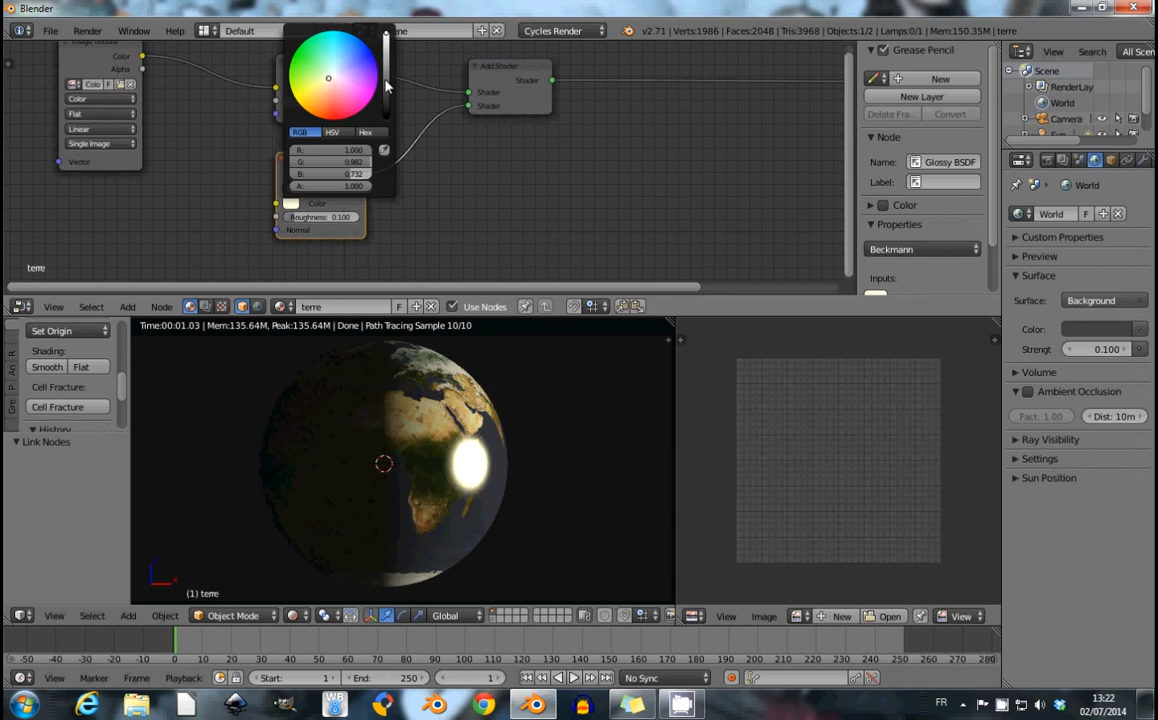 Blender
File Render Window Help Default ene Cycles Render v2.71 | Verts:1986 | Faces:2048 | Tris:3968 | Objects:1/2 | Lamps:0/1 | Mem:150.35M | Scene
Image Texture
Color
Alpha
Colo F
Color
Flat
Linear
Single Image
Vector
RGB HSV Hex
R: 1.000
G: 0.982
B: 0.732
A: 1.000
Color
Roughness: 0.100
Normal
Add Shader
Shader
Shader
Shader
terre
Grease Pencil
New
New Layer
Delete Fra... Convert
Node
Name: Glossy BSDF
Label:
Color
Properties
Beckmann
Inputs:
View Search All Scen
Scene
RenderLay
World
Camera
World
World F
Custom Properties
Preview
Surface
Surface: Background
Color:
Strengt 0.100
Volume
Ambient Occlusion
Fact: 1.00 Dist: 10m
Ray Visibility
Settings
Sun Position
View Select Add Node terre F Use Nodes
Set Origin
Shading:
Smooth Flat
Cell Fracture:
Cell Fracture
History
Link Nodes
R
An
P
Gre
Time:00:01.03 | Mem:135.64M, Peak:135.64M | Done | Path Tracing Sample 10/10
(1) terre
View Select Add Object Object Mode Global
View Image New Open View
-50 -40 -30 -20 -10 0 10 20 30 40 50 60 70 80 90 100 110 120 130 140 150 160 170 180 190 200 210 220 230 240 250 260 270 280
View Marker Frame Playback Start: 1 End: 250 1 No Sync
FR 13:22
02/07/2014